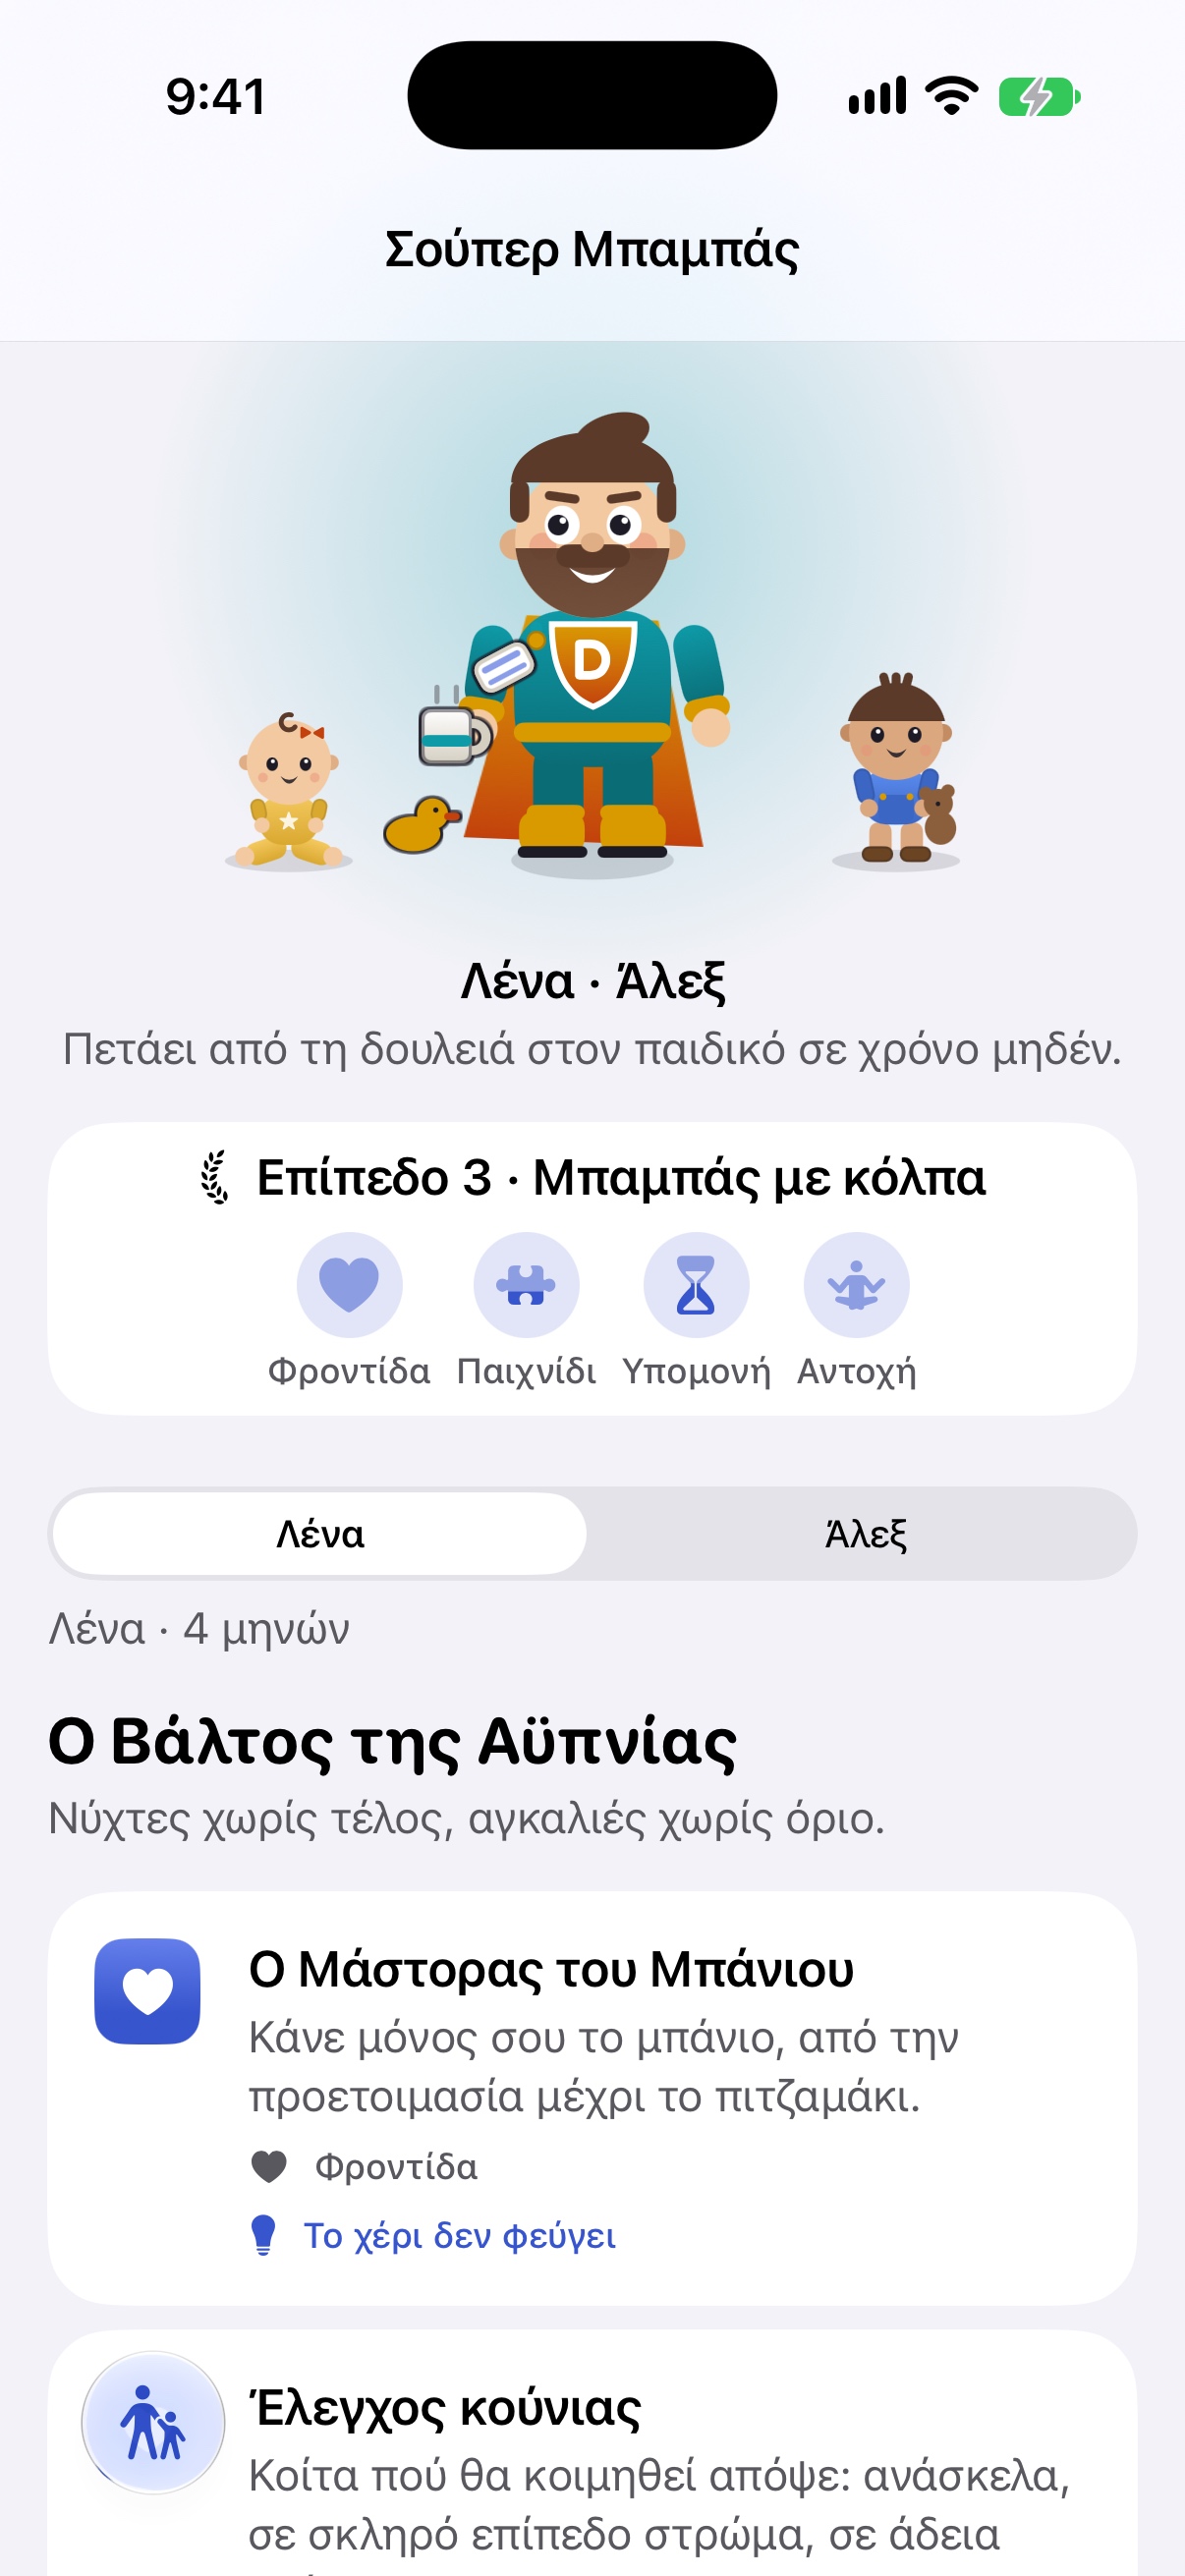 9:41
Σούπερ Μπαμπάς
D
Λένα · Άλεξ
Πετάει από τη δουλειά στον παιδικό σε χρόνο μηδέν.
Επίπεδο 3 · Μπαμπάς με κόλπα
Φροντίδα Παιχνίδι Υπομονή Αντοχή
Λένα Άλεξ
Λένα · 4 μηνών
Ο Βάλτος της Αϋπνίας
Νύχτες χωρίς τέλος, αγκαλιές χωρίς όριο.
Ο Μάστορας του Μπάνιου
Κάνε μόνος σου το μπάνιο, από την
προετοιμασία μέχρι το πιτζαμάκι.
Φροντίδα
Το χέρι δεν φεύγει
Έλεγχος κούνιας
Κοίτα πού θα κοιμηθεί απόψε: ανάσκελα,
σε σκληρό επίπεδο στρώμα, σε άδεια